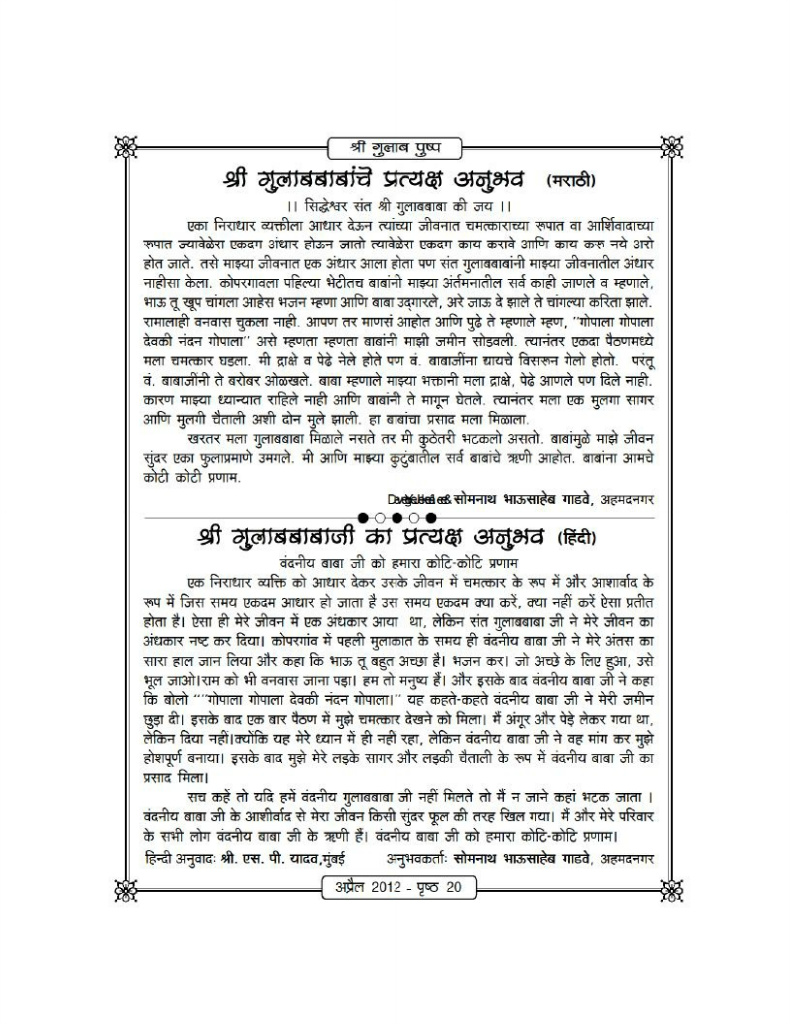 श्री गुलाब पुष्प
श्री गुलाबबाबांचे प्रत्यक्ष अनुभव (मराठी)
।। सिद्धेश्वर संत श्री गुलाबबाबा की जय ।।
एका निराधार व्यक्तीला आधार देऊन त्यांच्या जीवनात चमत्काराच्या रूपात वा आर्शिवादाच्या
रूपात ज्यावेळेरा एकदम अंधार होऊन जातो त्यावेळेरा एकदम काय करावे आणि काय करू नये अरो
होत जाते. तसे माझ्या जीवनात एक अंधार आला होता पण संत गुलाबबाबांनी माझ्या जीवनातील अंधार
नाहीसा केला. कोपरगावला पहिल्या भेटीतच बाबांनो माझ्या अंर्तमनातील सर्व काही जाणले व म्हणाले,
भाऊ तू खूप चांगला आहेस भजन म्हणा आणि बाबा उद्‌गारले, अरे जाऊ दे झाले ते चांगल्या करिता झाले.
रामालाही वनवास चुकला नाही. आपण तर माणसं आहोत आणि पुढे ते म्हणाले म्हण, ''गोपाला गोपाला
देवकी नंदन गोपाला'' असे म्हणता म्हणता बाबांनी माझी जमीन सोडवली. त्यानंतर एकदा पैठणमध्ये
मला चमत्कार घडला. मी द्राक्षे व पेढे नेले होते पण वं. बाबाजींना द्यायचे विसरून गेलो होतो. परंतू
वं. बाबाजींनी ते बरोबर ओळखले. बाबा म्हणाले माझ्या भक्तानी मला द्राक्षे, पेढे आणले पण दिले नाही.
कारण माझ्या ध्यान्यात राहिले नाही आणि बाबांनी ते मागून घेतले. त्यानंतर मला एक मुलगा सागर
आणि मुलगी चैताली अशी दोन मुले झाली. हा बाबांचा प्रसाद मला मिळाला.
खरतर मला गुलाबबाबा मिळाले नसते तर मी कुठेतरी भटकलो असतो. बाबांमुळे माझे जीवन
सुंदर एका फुलाप्रमाणे उमगले. मी आणि माझ्या कुटुंबातील सर्व बाबांचे ऋणी आहोत. बाबांना आमचे
कोटी कोटी प्रणाम.
सोमनाथ भाऊसाहेब गाडवे, अहमदनगर
श्री गुलाबबाबाजी का प्रत्यक्ष अनुभव (हिंदी)
वंदनीय बाबा जी को हमारा कोटि-कोटि प्रणाम
एक निराधार व्यक्ति को आधार देकर उसके जीवन में चमत्कार के रूप में और आशार्वाद के
रूप में जिस समय एकदम आधार हो जाता है उस समय एकदम क्या करें, क्या नहीं करें ऐसा प्रतीत
होता है। ऐसा ही मेरे जीवन में एक अंधकार आया था, लेकिन संत गुलाबबाबा जी ने मेरे जीवन का
अंधकार नष्ट कर दिया। कोपरगांव में पहली मुलाकात के समय ही वंदनीय बाबा जी ने मेरे अंतस का
सारा हाल जान लिया और कहा कि भाऊ तू बहुत अच्छा है। भजन कर। जो अच्छे के लिए हुआ, उसे
भूल जाओ।राम को भी वनवास जाना पड़ा। हम तो मनुष्य हैं। और इसके बाद वंदनीय बाबा जी ने कहा
कि बोलो ““गोपाला गोपाला देवकी नंदन गोपाला।” यह कहते-कहते वंदनीय बाबा जी ने मेरी जमीन
छुड़ा दी। इसके बाद एक बार पैठण में मुझे चमत्कार देखने को मिला। मैं अंगूर और पेड़े लेकर गया था,
लेकिन दिया नहीं।क्योंकि यह मेरे ध्यान में ही नही रहा, लेकिन वंदनीय बाबा जी ने वह मांग कर मुझे
होशपूर्ण बनाया। इसके बाद मुझे मेरे लड़के सागर और लड़की चैताली के रूप में वंदनीय बाबा जी का
प्रसाद मिला।
सच कहें तो यदि हमें वंदनीय गुलाबबाबा जी नहीं मिलते तो मैं न जाने कहां भटक जाता ।
वंदनीय बाबा जी के आशीर्वाद से मेरा जीवन किसी सुंदर फूल की तरह खिल गया। मैं और मेरे परिवार
के सभी लोग वंदनीय बाबा जी के ऋणी हैं। वंदनीय बाबा जी को हमारा कोटि-कोटि प्रणाम।
हिन्दी अनुवादः श्री. एस. पी. यादव,मुंबई अनुभवकर्ताः सोमनाथ भाऊसाहेब गाडवे, अहमदनगर
अप्रैल 2012 - पृष्ठ 20